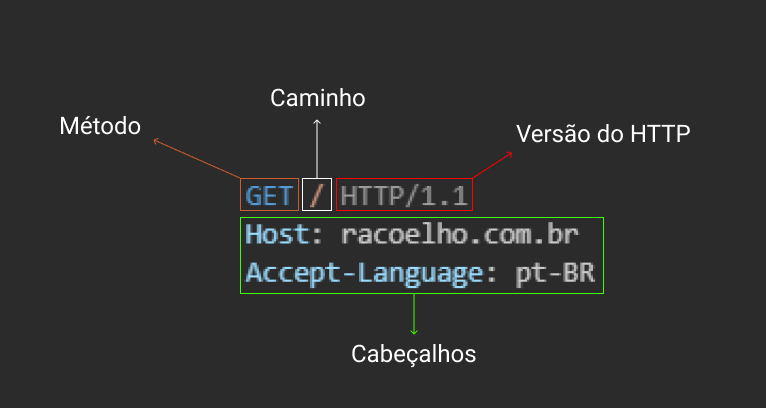 Caminho
Método
Versão do HTTP
GET / HTTP/1.1
Host: racoelho.com.br
Accept-Language: pt-BR
Cabeçalhos